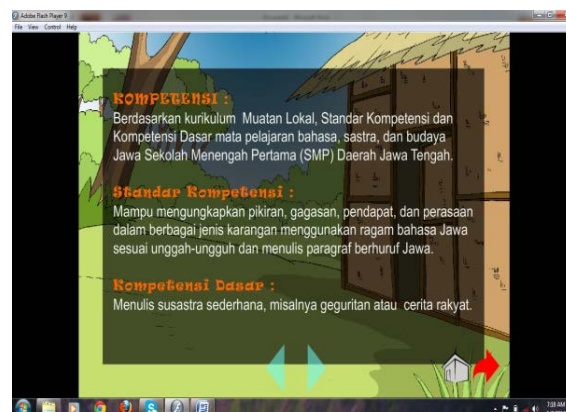 Adobe Flash Player 9
File View Control Help
KOMPETENSI :
Berdasarkan kurikulum Muatan Lokal, Standar Kompetensi dan
Kompetensi Dasar mata pelajaran bahasa, sastra, dan budaya
Jawa Sekolah Menengah Pertama (SMP) Daerah Jawa Tengah.
Standar Kompetensi :
Mampu mengungkapkan pikiran, gagasan, pendapat, dan perasaan
dalam berbagai jenis karangan menggunakan ragam bahasa Jawa
sesuai unggah-ungguh dan menulis paragraf berhuruf Jawa.
Kompetensi Dasar :
Menulis susastra sederhana, misalnya geguritan atau cerita rakyat.
7:38 AM